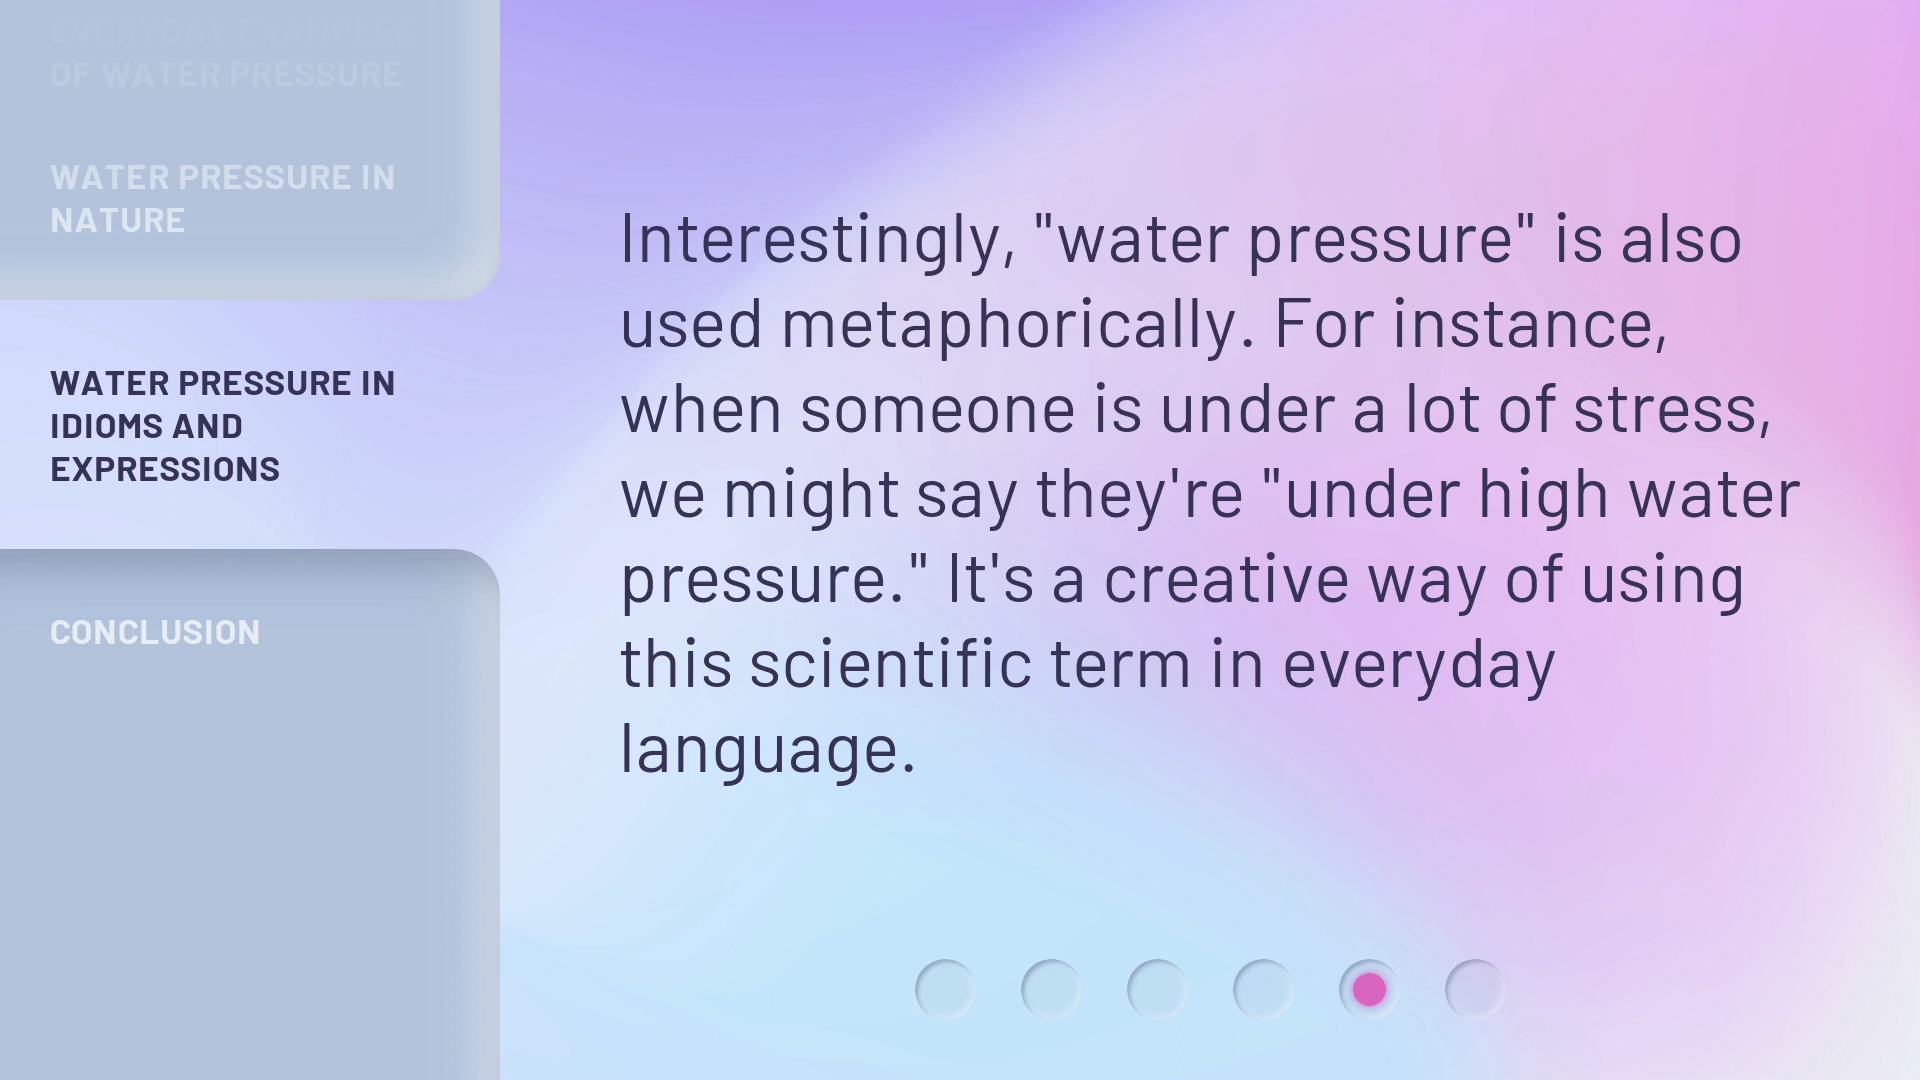 EVERYDAY EXAMPLES
OF WATER PRESSURE
WATER PRESSURE IN
NATURE
WATER PRESSURE IN
IDIOMS AND
EXPRESSIONS
CONCLUSION
Interestingly, "water pressure" is also
used metaphorically. For instance,
when someone is under a lot of stress,
we might say they're "under high water
pressure." It's a creative way of using
this scientific term in everyday
language.